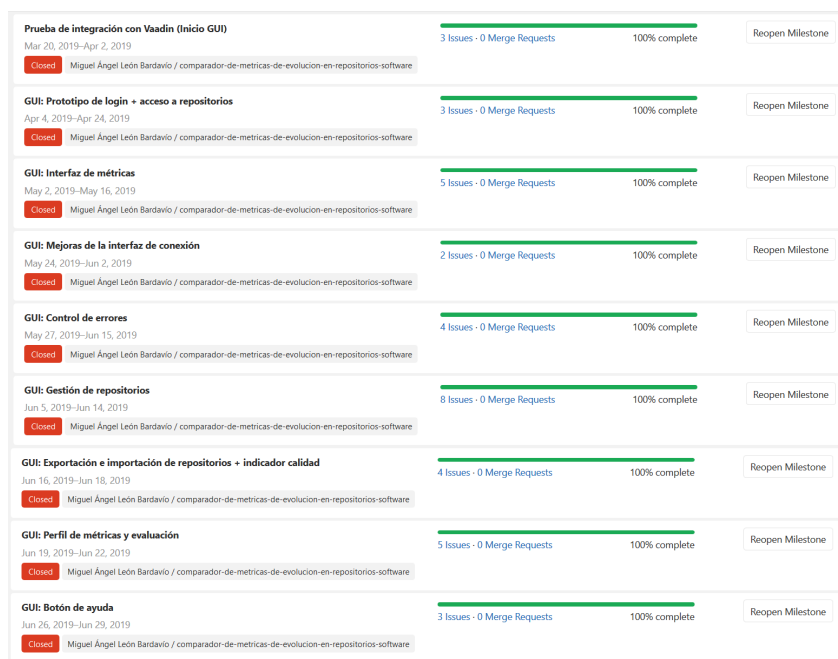 Prueba de integración con Vaadin (Inicio GUI)
Mar 20, 2019–Apr 2, 2019
Closed Miguel Ángel León Bardavío / comparador-de-metricas-de-evolucion-en-repositorios-software
3 Issues · 0 Merge Requests 100% complete
Reopen Milestone
GUI: Prototipo de login + acceso a repositorios
Apr 4, 2019–Apr 24, 2019
Closed Miguel Ángel León Bardavío / comparador-de-metricas-de-evolucion-en-repositorios-software
3 Issues · 0 Merge Requests 100% complete
Reopen Milestone
GUI: Interfaz de métricas
May 2, 2019–May 16, 2019
Closed Miguel Ángel León Bardavío / comparador-de-metricas-de-evolucion-en-repositorios-software
5 Issues · 0 Merge Requests 100% complete
Reopen Milestone
GUI: Mejoras de la interfaz de conexión
May 24, 2019–Jun 2, 2019
Closed Miguel Ángel León Bardavío / comparador-de-metricas-de-evolucion-en-repositorios-software
2 Issues · 0 Merge Requests 100% complete
Reopen Milestone
GUI: Control de errores
May 27, 2019–Jun 15, 2019
Closed Miguel Ángel León Bardavío / comparador-de-metricas-de-evolucion-en-repositorios-software
4 Issues · 0 Merge Requests 100% complete
Reopen Milestone
GUI: Gestión de repositorios
Jun 5, 2019–Jun 14, 2019
Closed Miguel Ángel León Bardavío / comparador-de-metricas-de-evolucion-en-repositorios-software
8 Issues · 0 Merge Requests 100% complete
Reopen Milestone
GUI: Exportación e importación de repositorios + indicador calidad
Jun 16, 2019–Jun 18, 2019
Closed Miguel Ángel León Bardavío / comparador-de-metricas-de-evolucion-en-repositorios-software
4 Issues · 0 Merge Requests 100% complete
Reopen Milestone
GUI: Perfil de métricas y evaluación
Jun 19, 2019–Jun 22, 2019
Closed Miguel Ángel León Bardavío / comparador-de-metricas-de-evolucion-en-repositorios-software
5 Issues · 0 Merge Requests 100% complete
Reopen Milestone
GUI: Botón de ayuda
Jun 26, 2019–Jun 29, 2019
Closed Miguel Ángel León Bardavío / comparador-de-metricas-de-evolucion-en-repositorios-software
3 Issues · 0 Merge Requests 100% complete
Reopen Milestone